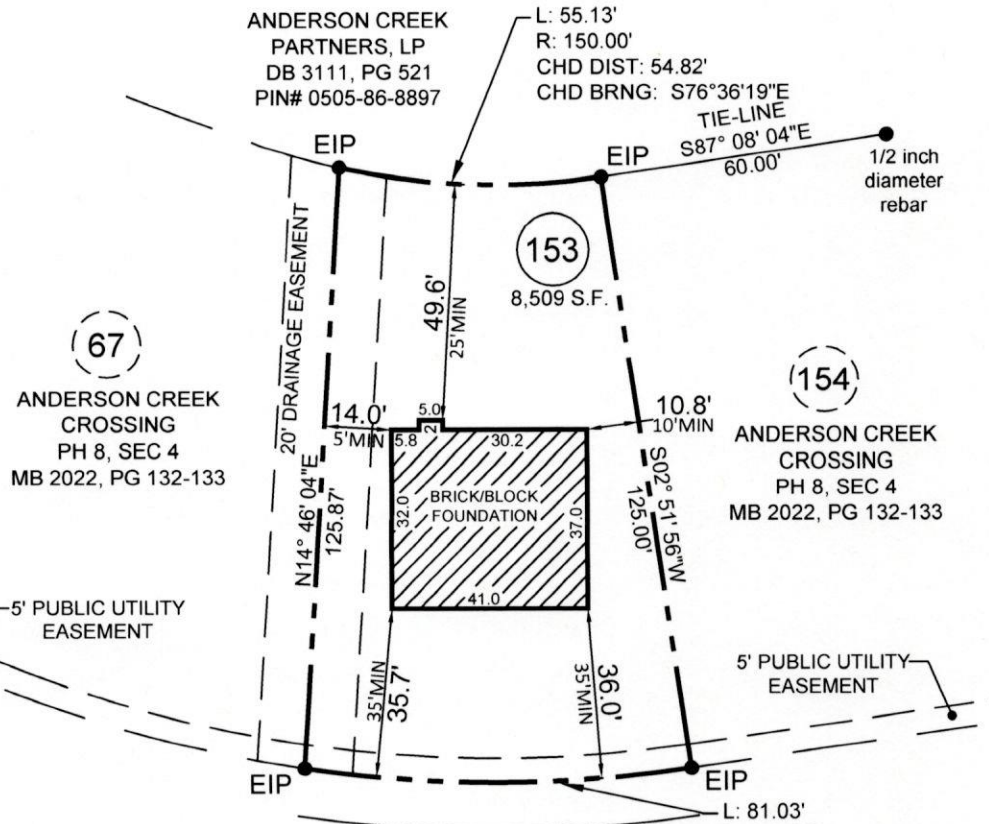 ANDERSON CREEK
PARTNERS, LP
DB 3111, PG 521
PIN# 0505-86-8897
L: 55.13'
R: 150.00'
CHD DIST: 54.82'
CHD BRNG: S76°36'19"E
TIE-LINE
S87° 08' 04"E
60.00'
1/2 inch
diameter
rebar
EIP
EIP
153
8,509 S.F.
20' DRAINAGE EASEMENT
49.6'
25'MIN
67
ANDERSON CREEK
CROSSING
PH 8, SEC 4
MB 2022, PG 132-133
154
ANDERSON CREEK
CROSSING
PH 8, SEC 4
MB 2022, PG 132-133
14.0'
5'MIN
5.0
2
5.8
30.2
10.8'
10'MIN
BRICK/BLOCK
FOUNDATION
32.0
37.0
41.0
N14° 46' 04"E
125.87'
S02° 51' 56"W
125.00'
5' PUBLIC UTILITY
EASEMENT
35'MIN
35.7'
36.0'
35'MIN
5' PUBLIC UTILITY
EASEMENT
EIP
EIP
L: 81.03'